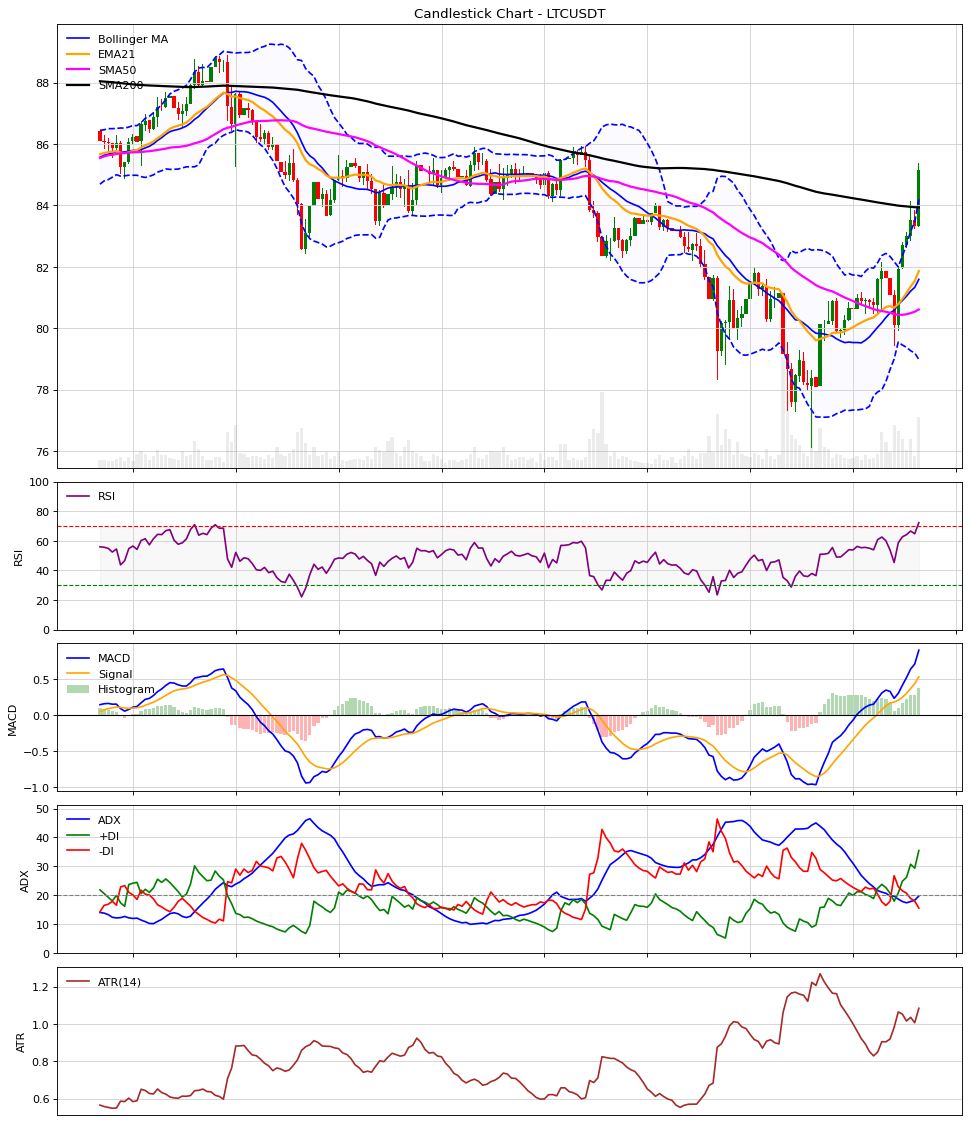 Candlestick Chart - LTCUSDT
Bollinger MA
EMA21
SMA50
SMA200
88
86
84
82
80
78
76
RSI
100
80
60
40
20
0
RSI
MACD
Signal
Histogram
0.5
0.0
−0.5
−1.0
MACD
ADX
+DI
-DI
50
40
30
20
10
0
ADX
ATR(14)
1.2
1.0
0.8
0.6
ATR